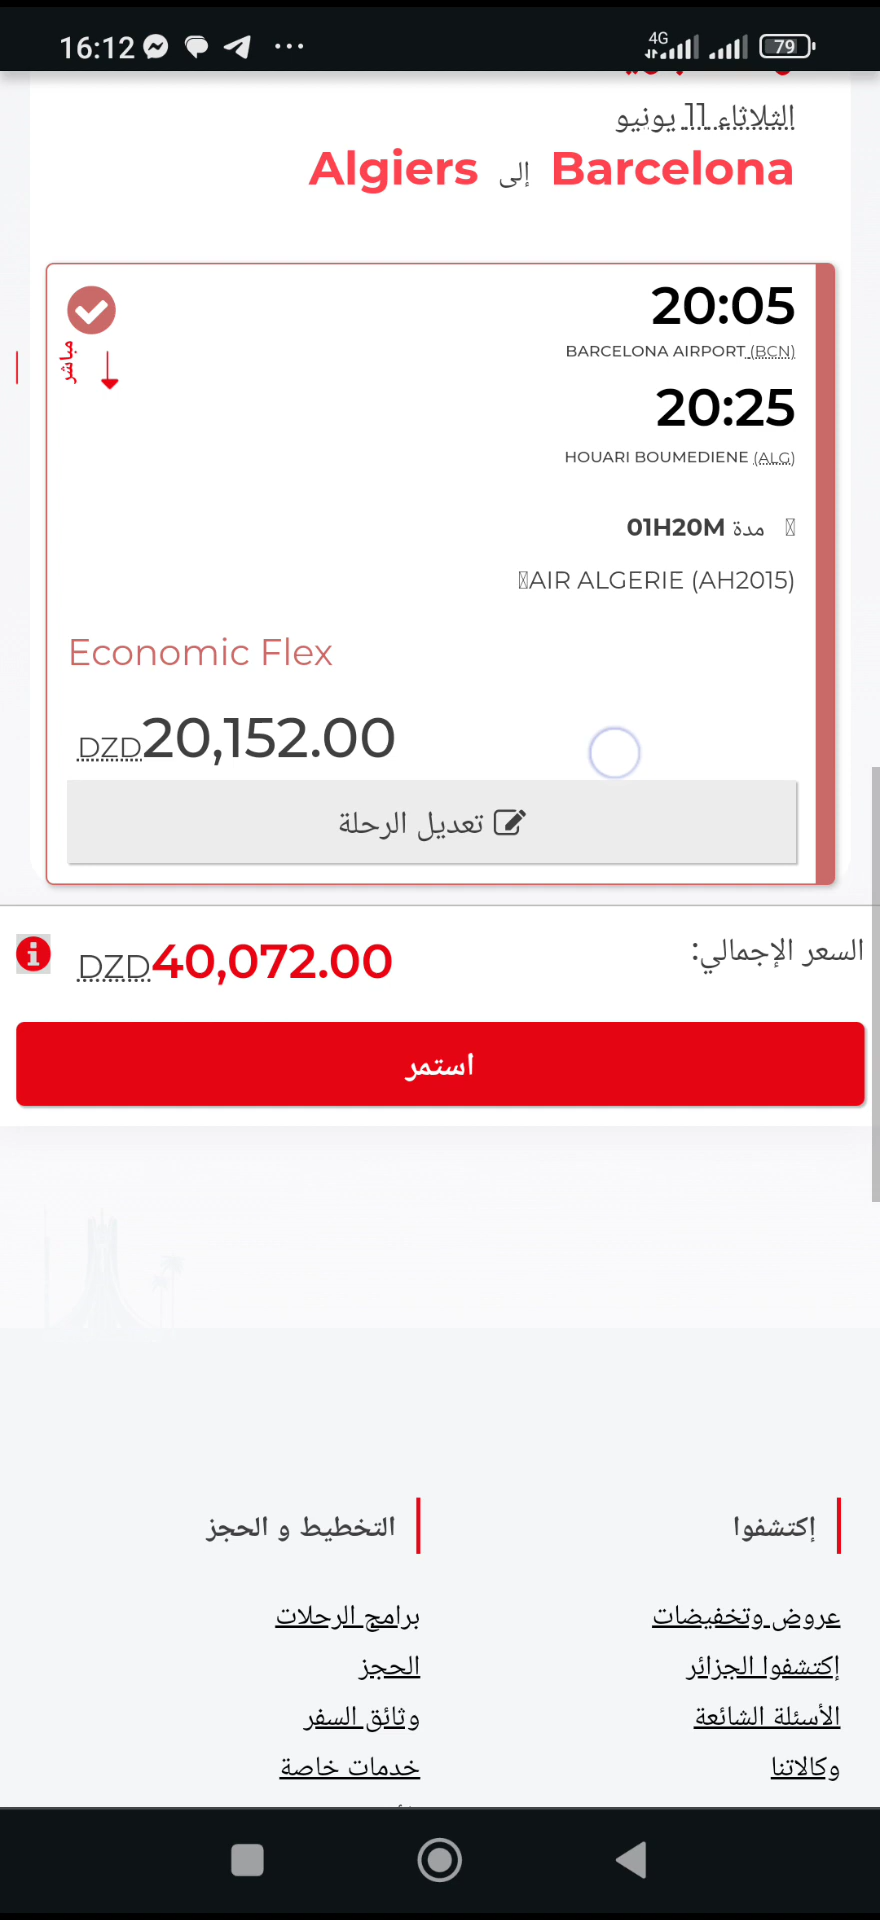 16:12
4G
79
الثلاثاء 11 يونيو
Barcelona إلى Algiers
20:05
BARCELONA AIRPORT (BCN)
مباشر
20:25
HOUARI BOUMEDIENE (ALG)
مدة 01H20M
AIR ALGERIE (AH2015)
Economic Flex
DZD20,152.00
تعديل الرحلة
السعر الإجمالي:
DZD40,072.00
استمر
إكتشفوا
عروض وتخفيضات
إكتشفوا الجزائر
الأسئلة الشائعة
وكالاتنا
التخطيط و الحجز
برامج الرحلات
الحجز
وثائق السفر
خدمات خاصة